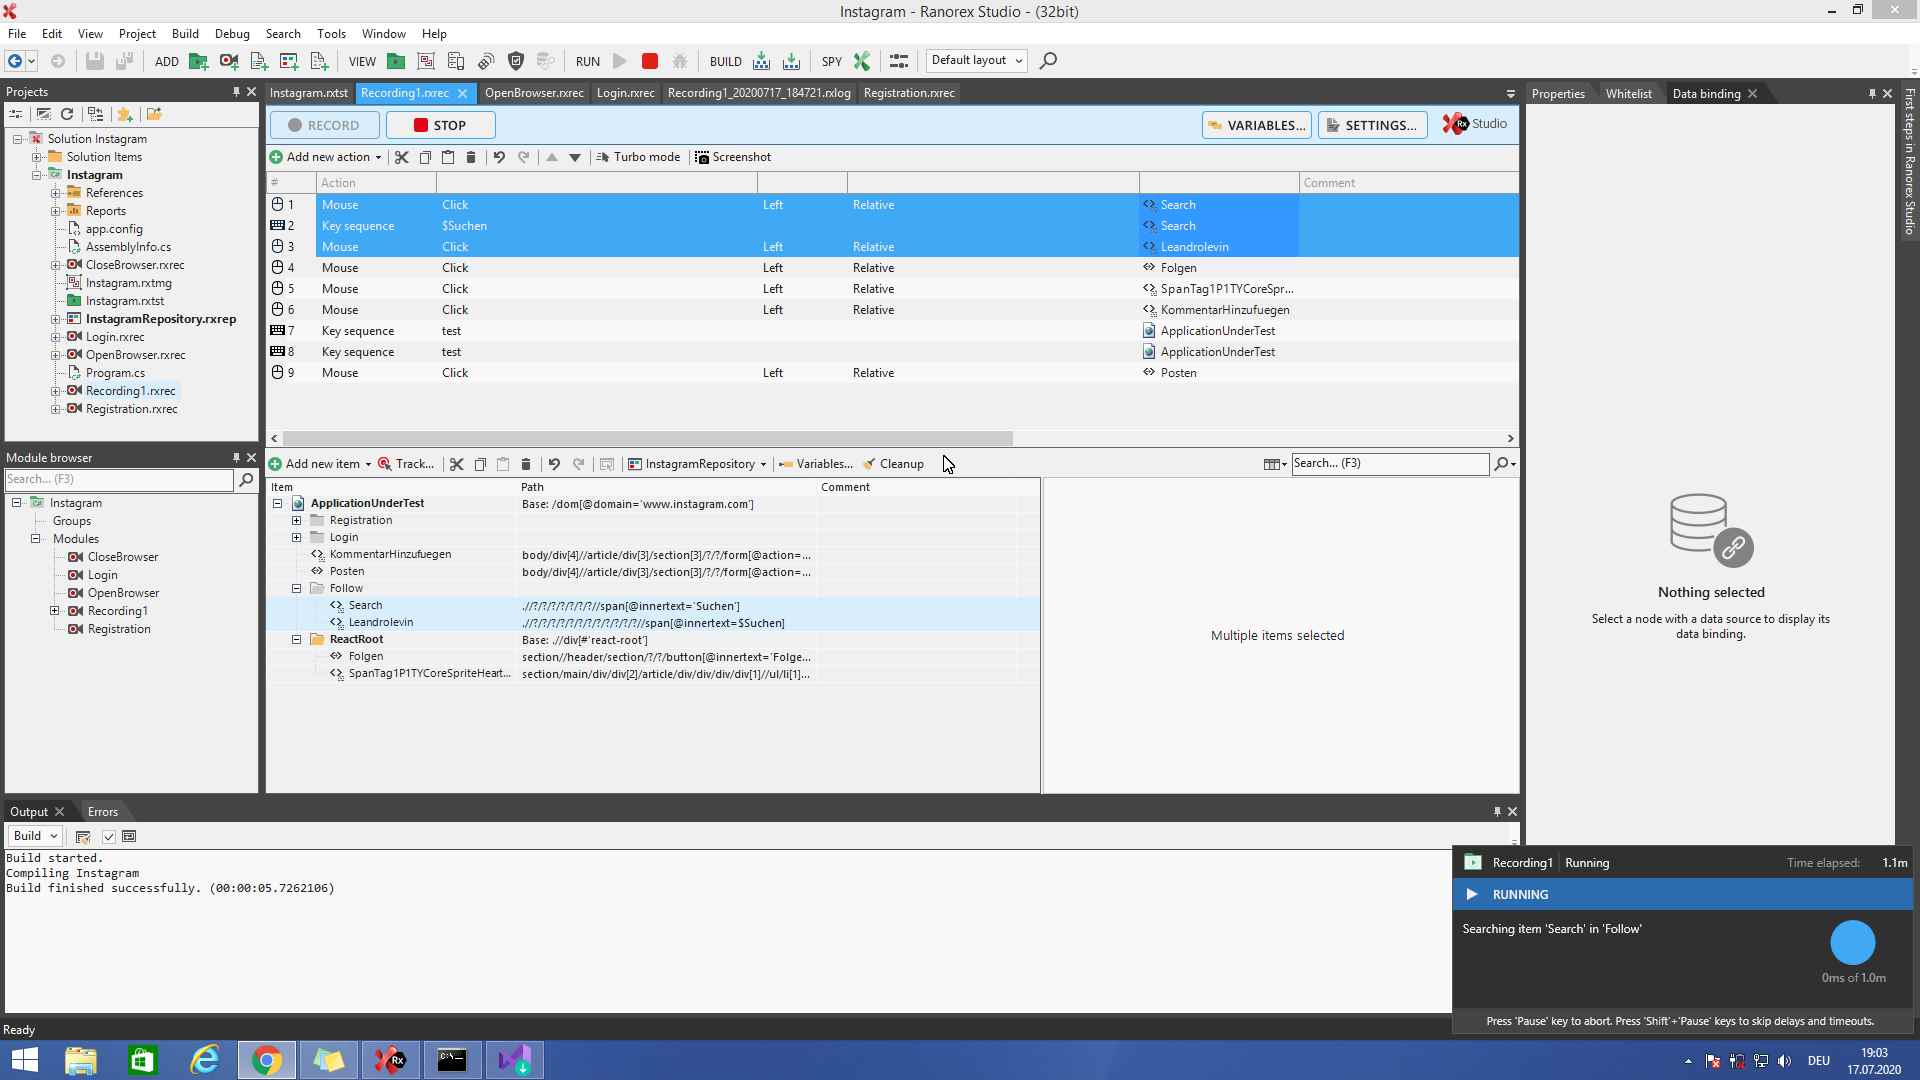 Instagram - Ranorex Studio - (32bit)
File Edit View Project Build Debug Search Tools Window Help
ADD VIEW RUN BUILD SPY Default layout
Projects
Solution Instagram
Solution Items
Instagram
References
Reports
app.config
AssemblyInfo.cs
CloseBrowser.rxrec
Instagram.rxtmg
Instagram.rxtst
InstagramRepository.rxrep
Login.rxrec
OpenBrowser.rxrec
Program.cs
Recording1.rxrec
Registration.rxrec
Module browser
Search... (F3)
Instagram
Groups
Modules
CloseBrowser
Login
OpenBrowser
Recording1
Registration
Instagram.rxtst Recording1.rxrec OpenBrowser.rxrec Login.rxrec Recording1_20200717_184721.rxlog Registration.rxrec
RECORD STOP VARIABLES... SETTINGS... Rx Studio
Add new action Turbo mode Screenshot
# Action Comment
1 Mouse Click Left Relative Search
2 Key sequence $Suchen Search
3 Mouse Click Left Relative Leandrolevin
4 Mouse Click Left Relative Folgen
5 Mouse Click Left Relative SpanTag1P1TYCoreSpr...
6 Mouse Click Left Relative KommentarHinzufuegen
7 Key sequence test ApplicationUnderTest
8 Key sequence test ApplicationUnderTest
9 Mouse Click Left Relative Posten
Add new item Track... InstagramRepository Variables... Cleanup Search... (F3)
Item Path Comment
ApplicationUnderTest Base: /dom[@domain='www.instagram.com']
Registration
Login
KommentarHinzufuegen body/div[4]//article/div[3]/section[3]/?/?/form[@action=...
Posten body/div[4]//article/div[3]/section[3]/?/?/form[@action=...
Follow
Search .//?/?/?/?/?/?/?//span[@innertext='Suchen']
Leandrolevin .//?/?/?/?/?/?/?/?/?/?/?/?//span[@innertext=$Suchen]
ReactRoot Base: .//div[#'react-root']
Folgen section//header/section/?/?/button[@innertext='Folge...
SpanTag1P1TYCoreSpriteHeart... section/main/div/div[2]/article/div/div/div/div[1]//ul/li[1]...
Multiple items selected
Properties Whitelist Data binding
Nothing selected
Select a node with a data source to display its
data binding.
First steps in Ranorex Studio
Output Errors
Build
Build started.
Compiling Instagram
Build finished successfully. (00:00:05.7262106)
Recording1 Running Time elapsed: 1.1m
RUNNING
Searching item 'Search' in 'Follow'
0ms of 1.0m
Press 'Pause' key to abort. Press 'Shift'+'Pause' keys to skip delays and timeouts.
Ready
Rx
C:\_
DEU
19:03
17.07.2020